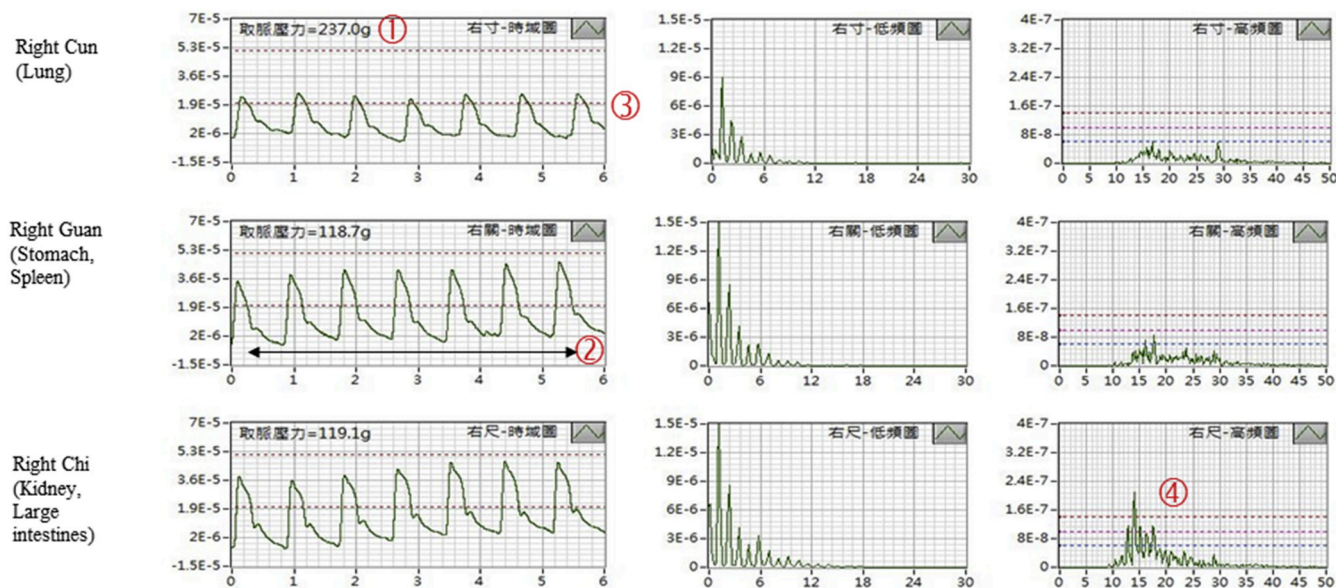 Right Cun
(Lung)
取脈壓力=237.0g ① 右寸-時域圖
7E-5
5.3E-5
3.6E-5
1.9E-5 ③
2E-6
-1.5E-5
0 1 2 3 4 5 6
右寸-低頻圖
1.5E-5
1.2E-5
9E-6
6E-6
3E-6
0
0 6 12 18 24 30
右寸-高頻圖
4E-7
3.2E-7
2.4E-7
1.6E-7
8E-8
0
0 5 10 15 20 25 30 35 40 45 50
Right Guan
(Stomach,
Spleen)
取脈壓力=118.7g 右關-時域圖
7E-5
5.3E-5
3.6E-5
1.9E-5
2E-6
②
-1.5E-5
0 1 2 3 4 5 6
右關-低頻圖
1.5E-5
1.2E-5
9E-6
6E-6
3E-6
0
0 6 12 18 24 30
右關-高頻圖
4E-7
3.2E-7
2.4E-7
1.6E-7
8E-8
0
0 5 10 15 20 25 30 35 40 45 50
Right Chi
(Kidney,
Large
intestines)
取脈壓力=119.1g 右尺-時域圖
7E-5
5.3E-5
3.6E-5
1.9E-5
2E-6
-1.5E-5
0 1 2 3 4 5 6
右尺-低頻圖
1.5E-5
1.2E-5
9E-6
6E-6
3E-6
0
0 6 12 18 24 30
右尺-高頻圖
4E-7
3.2E-7
2.4E-7
④
1.6E-7
8E-8
0
0 5 10 15 20 25 30 35 40 45 50